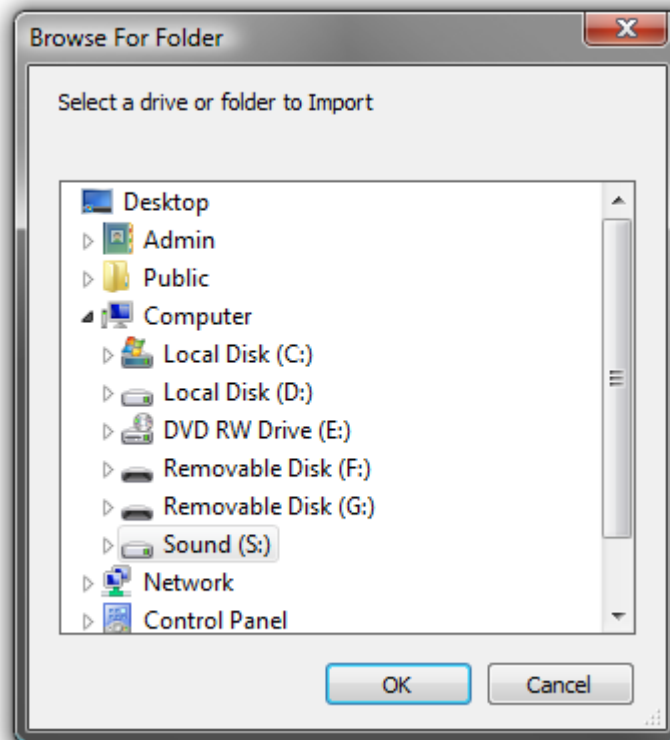 Browse For Folder
Select a drive or folder to Import
Desktop
Admin
Public
Computer
Local Disk (C:)
Local Disk (D:)
DVD RW Drive (E:)
Removable Disk (F:)
Removable Disk (G:)
Sound (S:)
Network
Control Panel
OK Cancel